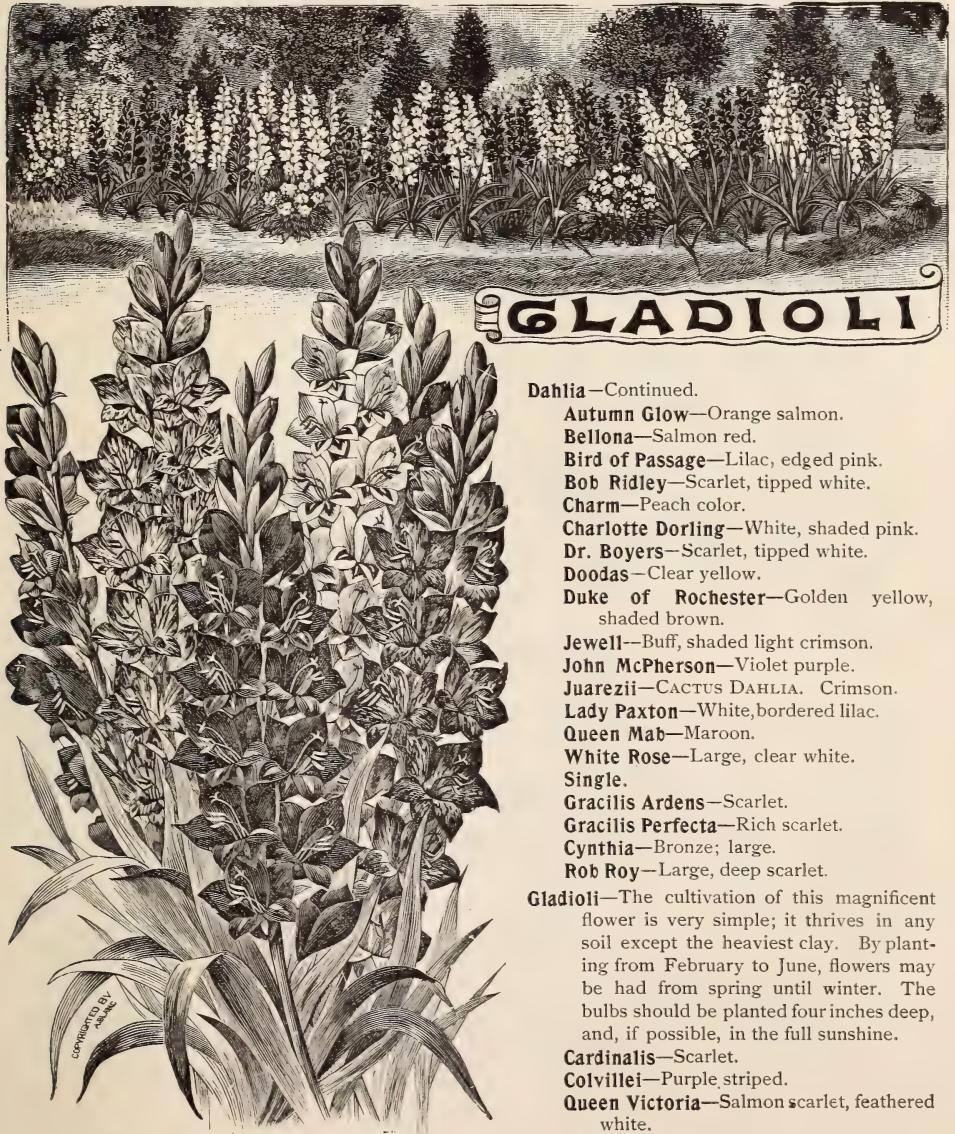 GLADIOLI
Dahlia—Continued.
Autumn Glow—Orange salmon.
Bellona—Salmon red.
Bird of Passage—Lilac, edged pink.
Bob Ridley—Scarlet, tipped white.
Charm—Peach color.
Charlotte Dorling—White, shaded pink.
Dr. Boyers—Scarlet, tipped white.
Doodas—Clear yellow.
Duke of Rochester—Golden yellow,
shaded brown.
Jewell—Buff, shaded light crimson.
John McPherson—Violet purple.
Juarezii—CACTUS DAHLIA. Crimson.
Lady Paxton—White, bordered lilac.
Queen Mab—Maroon.
White Rose—Large, clear white.
Single.
Gracilis Ardens—Scarlet.
Gracilis Perfecta—Rich scarlet.
Cynthia—Bronze; large.
Rob Roy—Large, deep scarlet.
Gladioli—The cultivation of this magnificent
flower is very simple; it thrives in any
soil except the heaviest clay. By plant-
ing from February to June, flowers may
be had from spring until winter. The
bulbs should be planted four inches deep,
and, if possible, in the full sunshine.
Cardinalis—Scarlet.
Colvillei—Purple striped.
Queen Victoria—Salmon scarlet, feathered
white.
COPYRIGHTED BY
A.BLANC